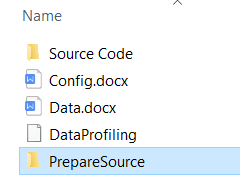 Name
Source Code
Config.docx
Data.docx
DataProfiling
PrepareSource